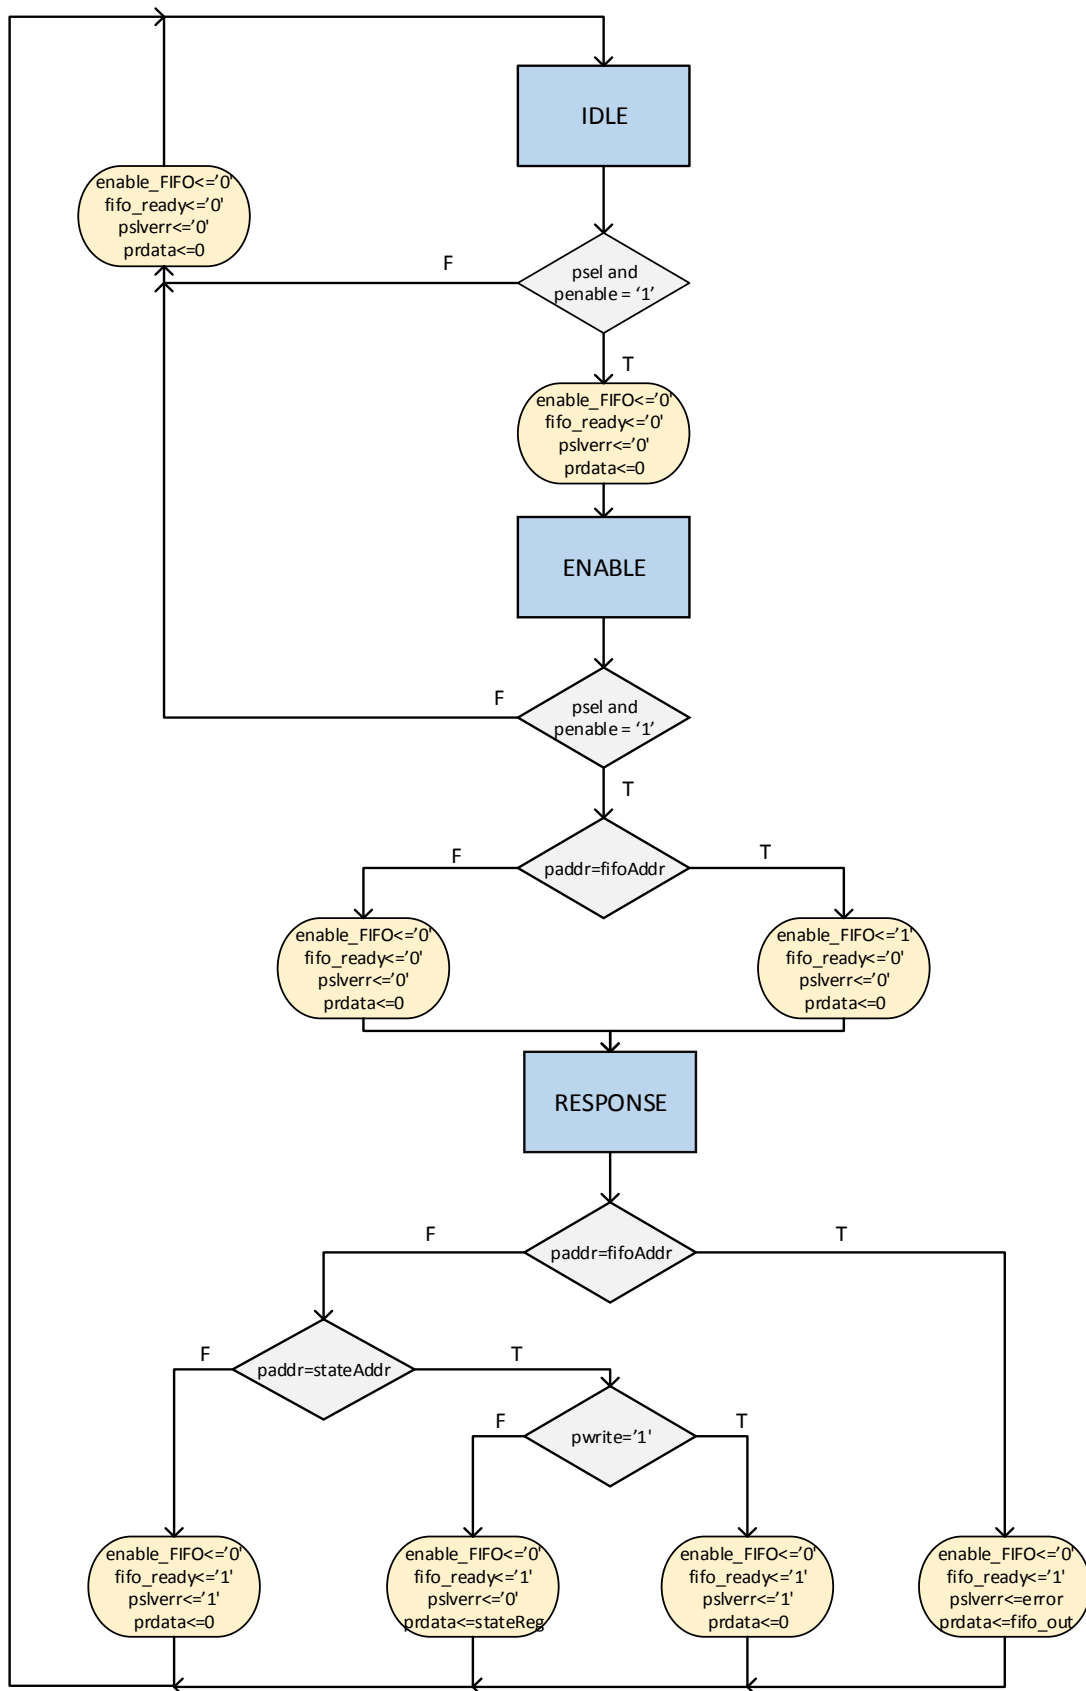 IDLE
enable_FIFO<='0'
fifo_ready<='0'
pslverr<='0'
prdata<=0
F
psel and
penable = ‘1’
T
enable_FIFO<=’0'
fifo_ready<=’0'
pslverr<=’0'
prdata<=0
ENABLE
F
psel and
penable = ‘1’
T
F
paddr=fifoAddr
T
enable_FIFO<=’0'
fifo_ready<=’0'
pslverr<=’0'
prdata<=0
enable_FIFO<=’1'
fifo_ready<=’0'
pslverr<=’0'
prdata<=0
RESPONSE
F
paddr=fifoAddr
T
F
paddr=stateAddr
T
F
pwrite=’1'
T
enable_FIFO<=’0'
fifo_ready<=’1'
pslverr<=’1'
prdata<=0
enable_FIFO<=’0'
fifo_ready<=’1'
pslverr<=’0'
prdata<=stateReg
enable_FIFO<=’0'
fifo_ready<=’1'
pslverr<=’1'
prdata<=0
enable_FIFO<=’0'
fifo_ready<=’1'
pslverr<=error
prdata<=fifo_out